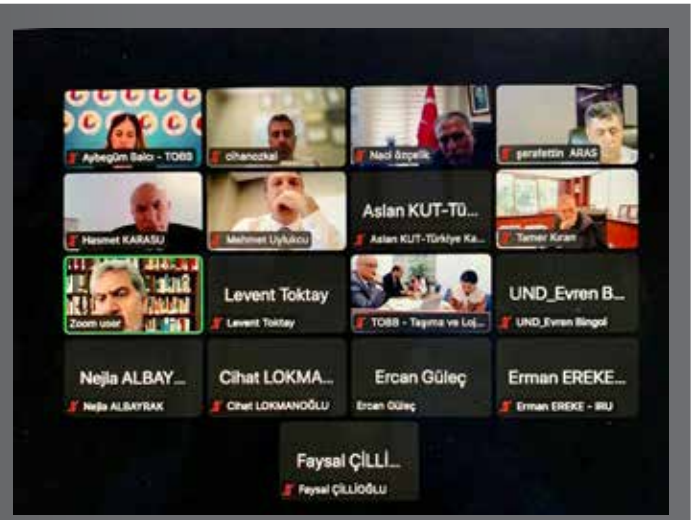 Aybegüm Balcı - TOBB
cihanozkal
Naci özçelik
şerafettin ARAS
Hasmet KARASU
Mehmet Uylukcu
Aslan KUT-Tü...
Aslan KUT-Türkiye Ka...
Tamer Kıran
Zoom user
Levent Toktay
Levent Toktay
TOBB - Taşıma ve Loj...
UND_Evren B...
UND_Evren Bingol
Nejla ALBAY...
Nejla ALBAYRAK
Cihat LOKMA...
Cihat LOKMANOĞLU
Ercan Güleç
Ercan Güleç
Erman EREKE...
Erman EREKE - IRU
Faysal ÇİLLİ...
Faysal ÇİLLİOĞLU